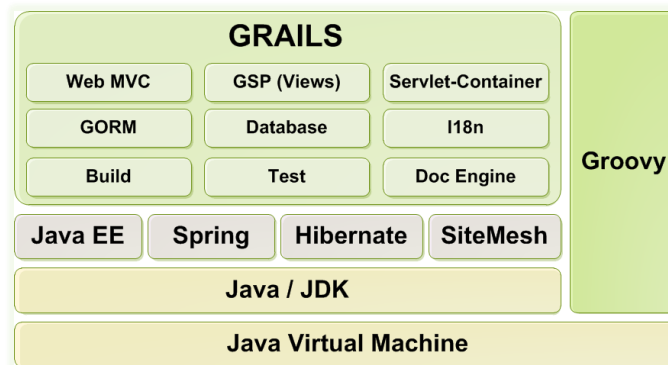 GRAILS
Web MVC
GSP (Views)
Servlet-Container
GORM
Database
I18n
Build
Test
Doc Engine
Groovy
Java EE
Spring
Hibernate
SiteMesh
Java / JDK
Java Virtual Machine